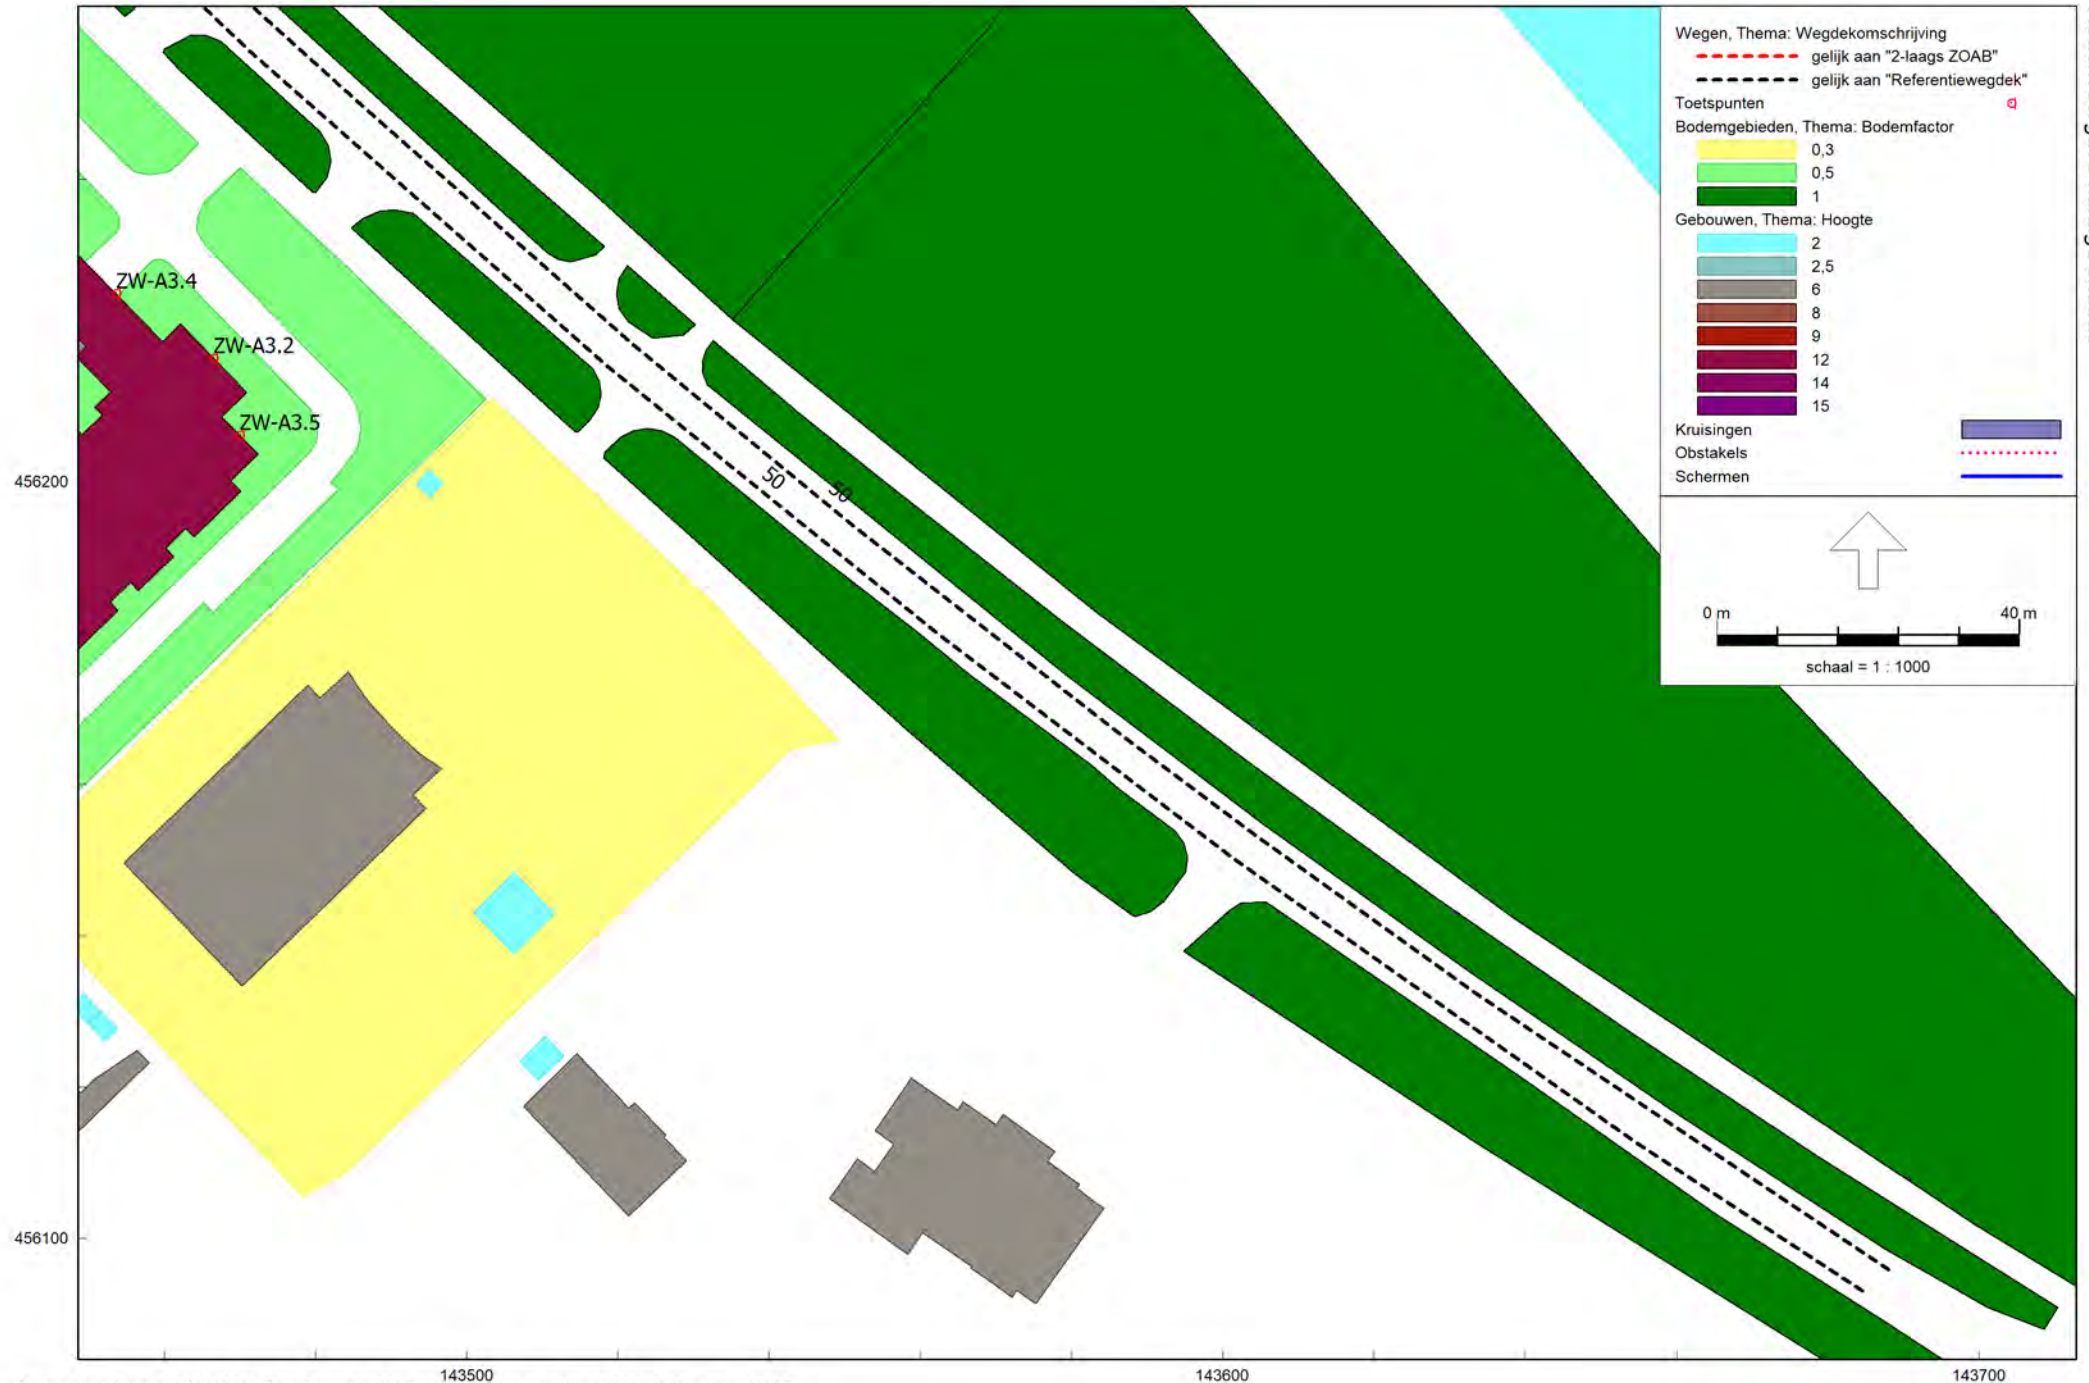 Wegen, Thema: Wegdekomschrijving
gelijk aan "2-laags ZOAB"
gelijk aan "Referentiewegdek"
Toetspunten
Bodemgebieden, Thema: Bodemfactor
0,3
0,5
1
Gebouwen, Thema: Hoogte
2
2,5
6
8
9
12
14
15
Kruisingen
Obstakels
Schermen
0 m 40 m
schaal = 1 : 1000
ZW-A3.4
ZW-A3.2
ZW-A3.5
50 50
456200
456100
143500 143600 143700